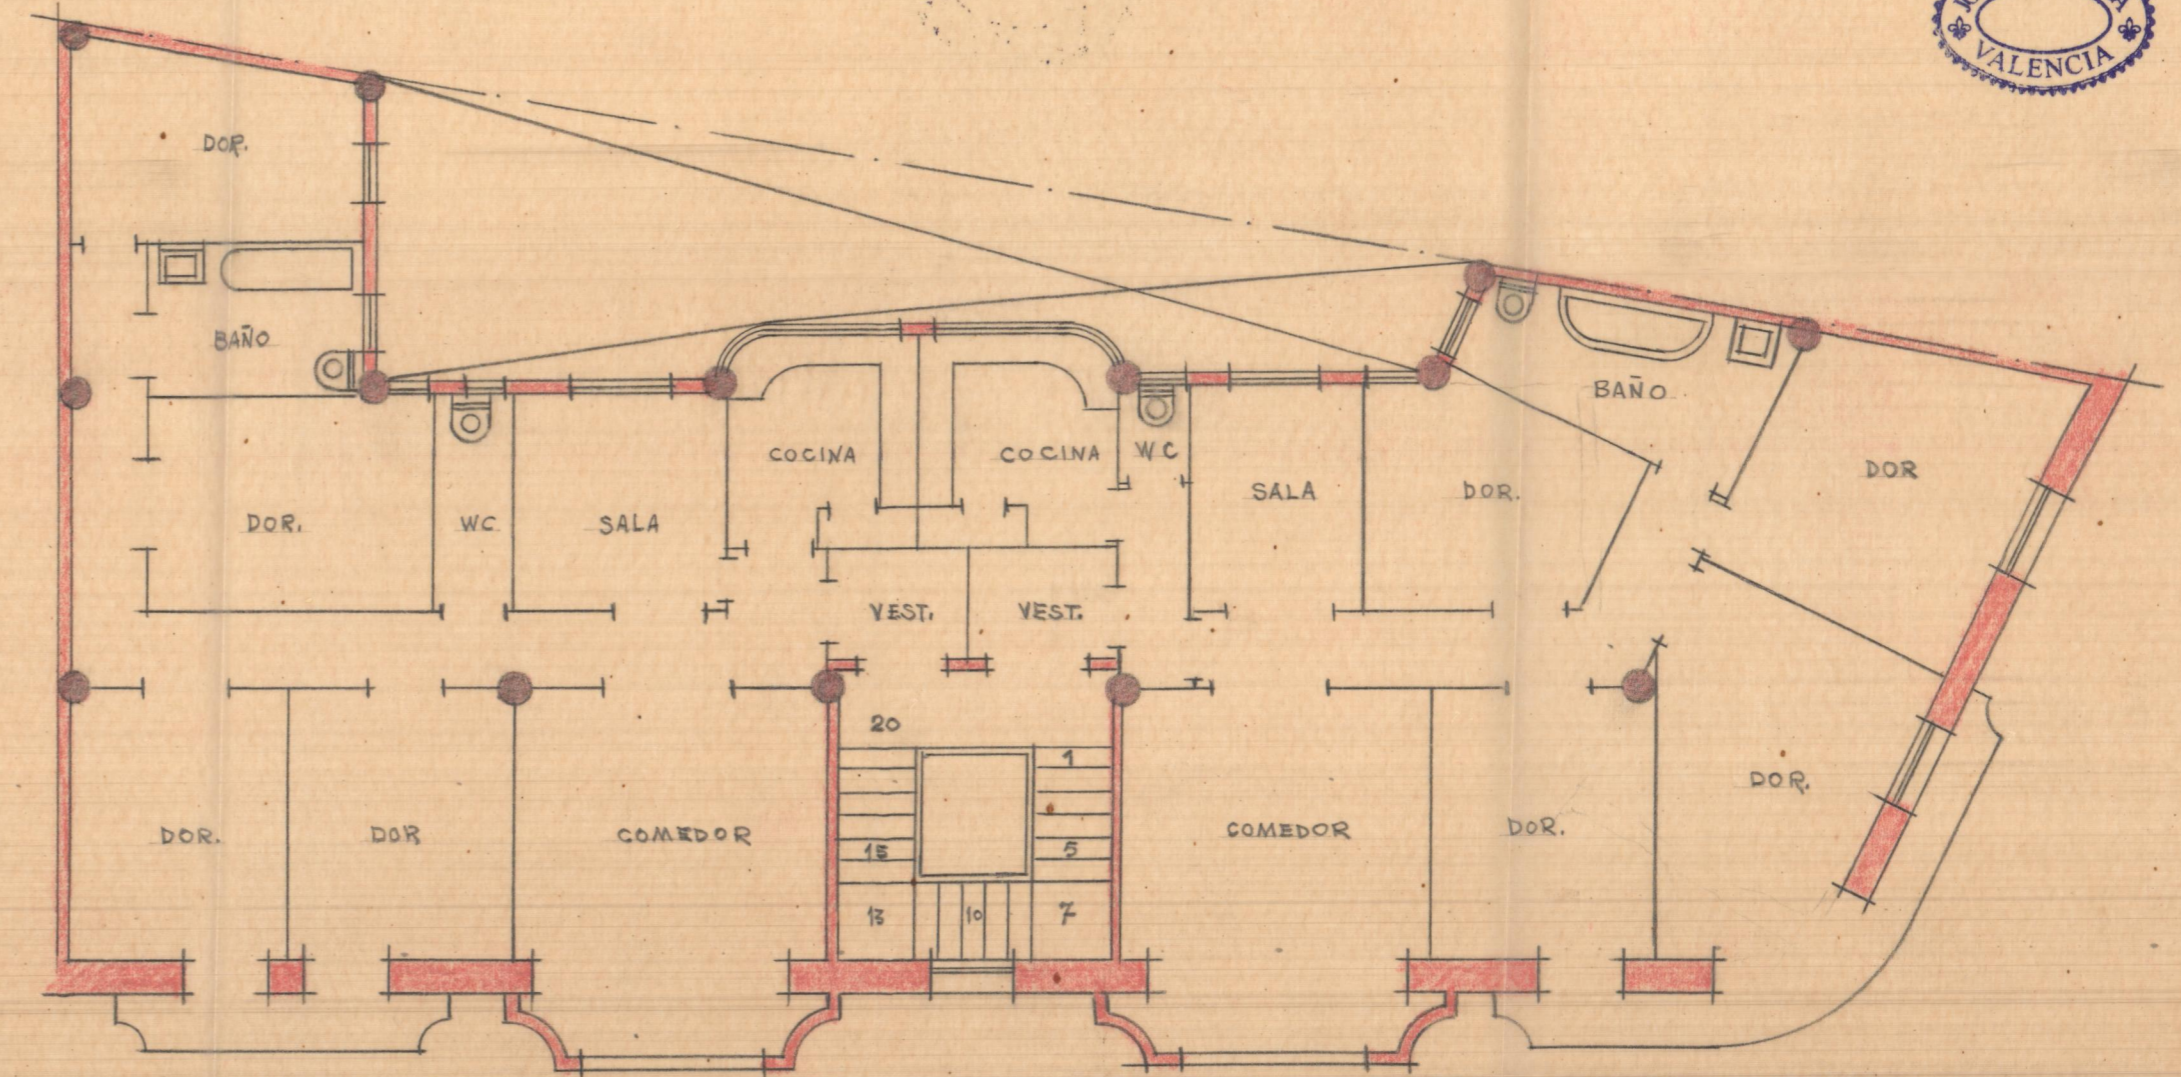 VALENCIA
DOR.
BAÑO
BAÑO
COCINA
COCINA
WC
SALA
DOR.
DOR
DOR.
WC
SALA
VEST.
VEST.
20
1
DOR.
DOR.
DOR
COMEDOR
15
5
COMEDOR
DOR.
13
10
7